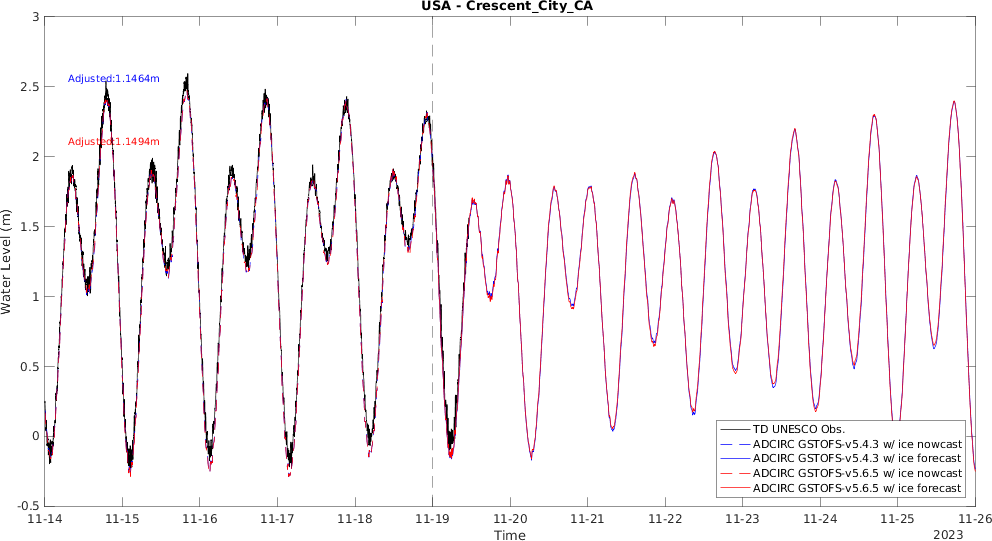 USA - Crescent_City_CA
3
2.5
2
1.5
1
0.5
0
-0.5
Water Level (m)
Adjusted:1.1464m
Adjusted:1.1494m
TD UNESCO Obs.
ADCIRC GSTOFS-v5.4.3 w/ ice nowcast
ADCIRC GSTOFS-v5.4.3 w/ ice forecast
ADCIRC GSTOFS-v5.6.5 w/ ice nowcast
ADCIRC GSTOFS-v5.6.5 w/ ice forecast
11-14 11-15 11-16 11-17 11-18 11-19 11-20 11-21 11-22 11-23 11-24 11-25 11-26
Time
2023